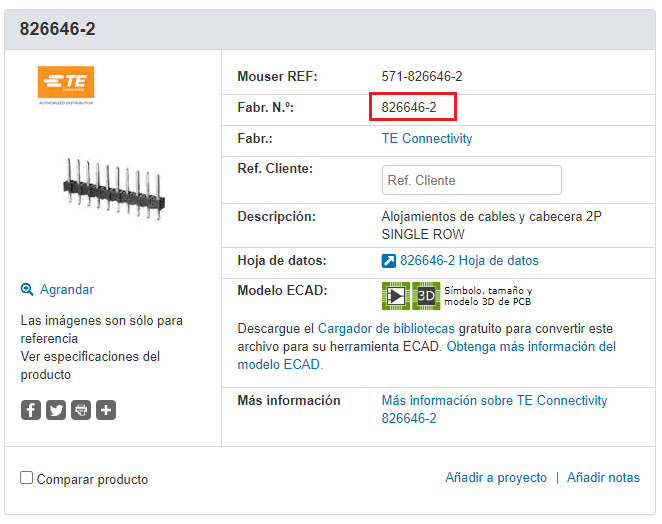 826646-2
TE
AUTHORIZED DISTRIBUTOR
Agrandar
Las imágenes son sólo para
referencia
Ver especificaciones del
producto
Mouser REF: 571-826646-2
Fabr. N.º: 826646-2
Fabr.: TE Connectivity
Ref. Cliente: Ref. Cliente
Descripción: Alojamientos de cables y cabecera 2P
SINGLE ROW
Hoja de datos: 826646-2 Hoja de datos
Modelo ECAD: 3D Símbolo, tamaño y
modelo 3D de PCB
Descargue el Cargador de bibliotecas gratuito para convertir este
archivo para su herramienta ECAD. Obtenga más información del
modelo ECAD.
Más información Más información sobre TE Connectivity
826646-2
Comparar producto
Añadir a proyecto | Añadir notas